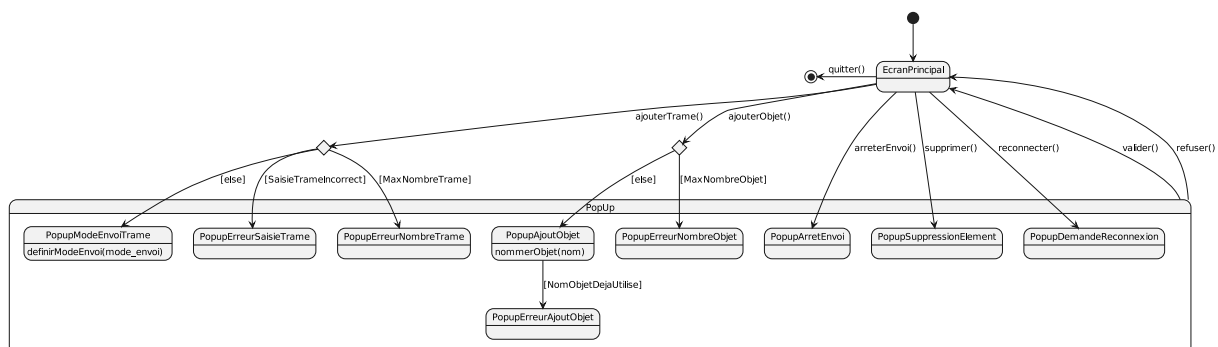 quitter()
EcranPrincipal
ajouterTrame()
ajouterObjet()
arreterEnvoi()
supprimer()
reconnecter()
valider()
refuser()
[else]
[SaisieTrameIncorrect]
[MaxNombreTrame]
[else]
[MaxNombreObjet]
PopUp
PopupModeEnvoiTrame
definirModeEnvoi(mode_envoi)
PopupErreurSaisieTrame
PopupErreurNombreTrame
PopupAjoutObjet
nommerObjet(nom)
PopupErreurNombreObjet
PopupArretEnvoi
PopupSuppressionElement
PopupDemandeReconnexion
[NomObjetDejaUtilise]
PopupErreurAjoutObjet